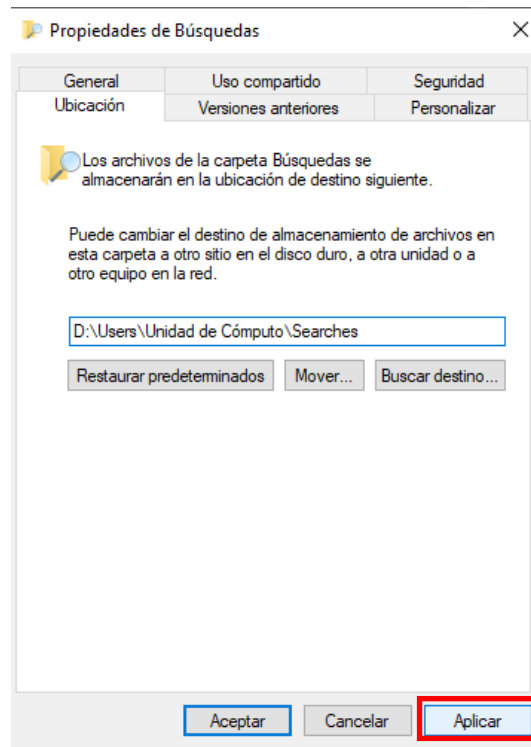 Propiedades de Búsquedas
General Uso compartido Seguridad
Ubicación Versiones anteriores Personalizar
Los archivos de la carpeta Búsquedas se
almacenarán en la ubicación de destino siguiente.
Puede cambiar el destino de almacenamiento de archivos en
esta carpeta a otro sitio en el disco duro, a otra unidad o a
otro equipo en la red.
D:\Users\Unidad de Cómputo\Searches
Restaurar predeterminados Mover... Buscar destino...
Aceptar Cancelar Aplicar